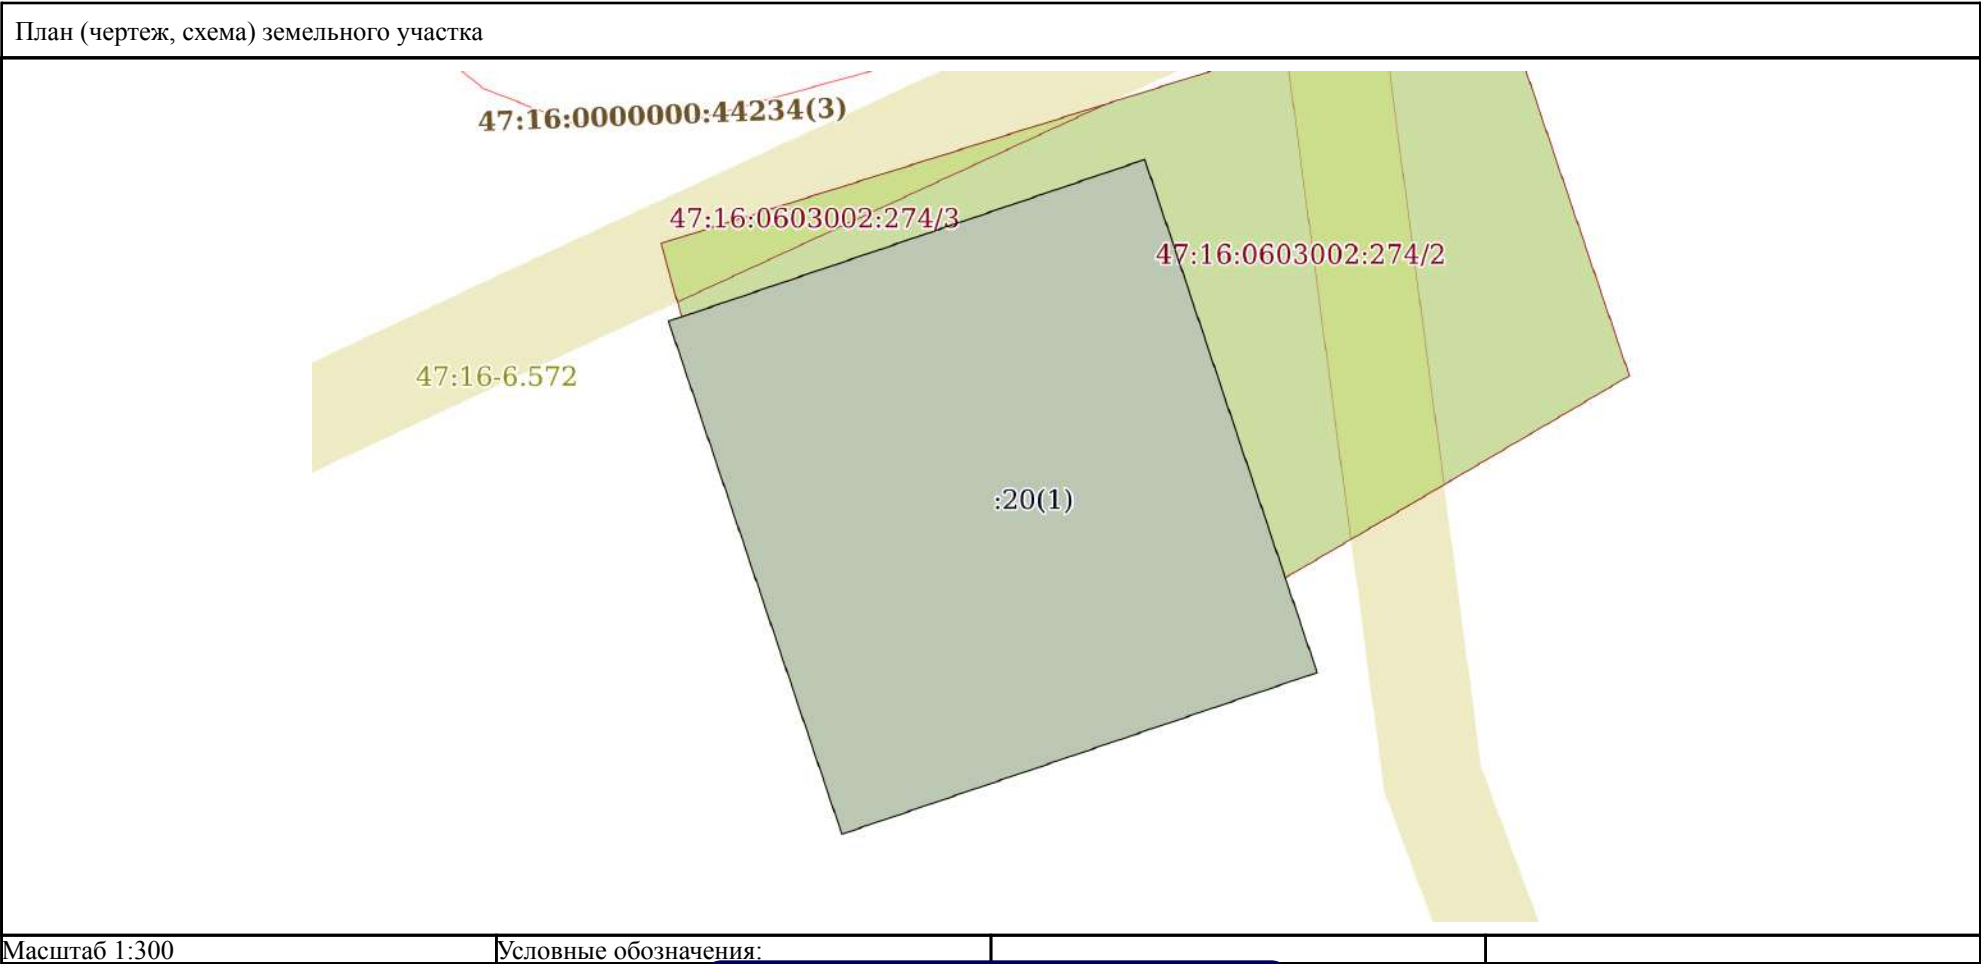 План (чертеж, схема) земельного участка
47:16:0000000:44234(3)
47:16:0603002:274/3
47:16:0603002:274/2
47:16-6.572
:20(1)
Масштаб 1:300
Условные обозначения: